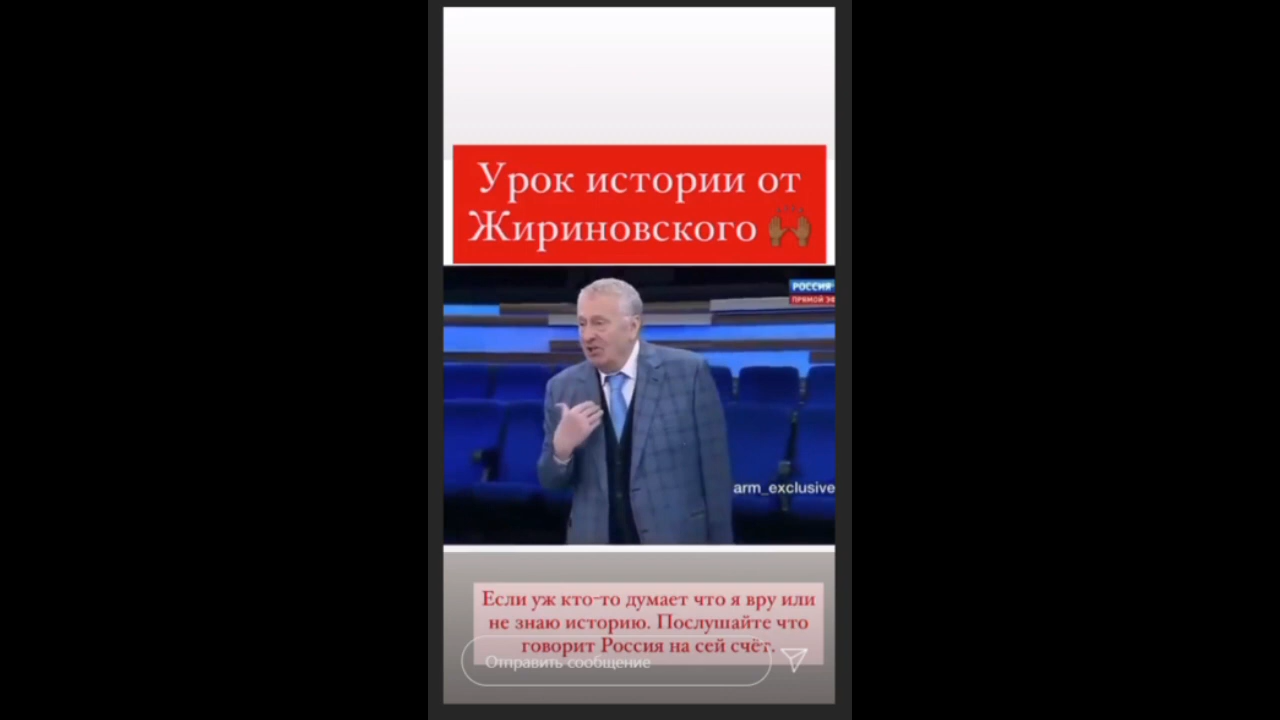 Урок истории от
Жириновского 🙌🏾
РОССИЯ
ПРЯМОЙ ЭФ
arm_exclusive
Если уж кто-то думает что я вру или
не знаю историю. Послушайте что
говорит Россия на сей счёт.
Отправить сообщение